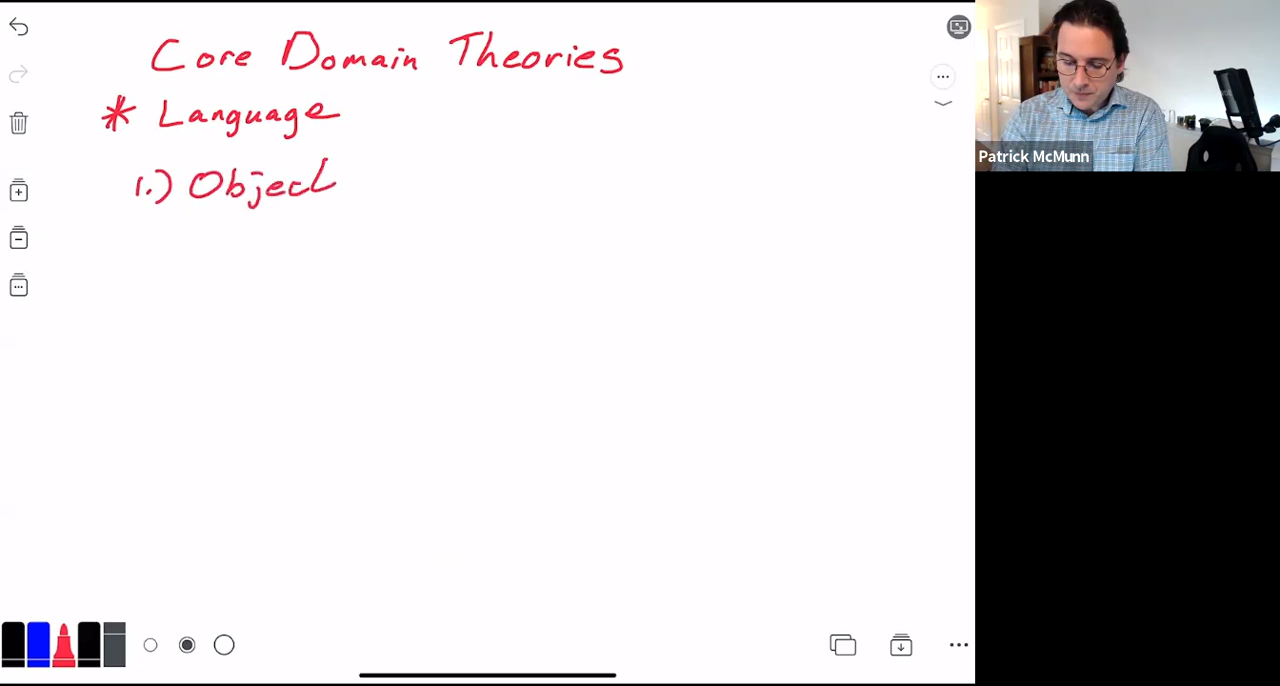 Core Domain Theories
* Language
1.) Object
Patrick McMunn